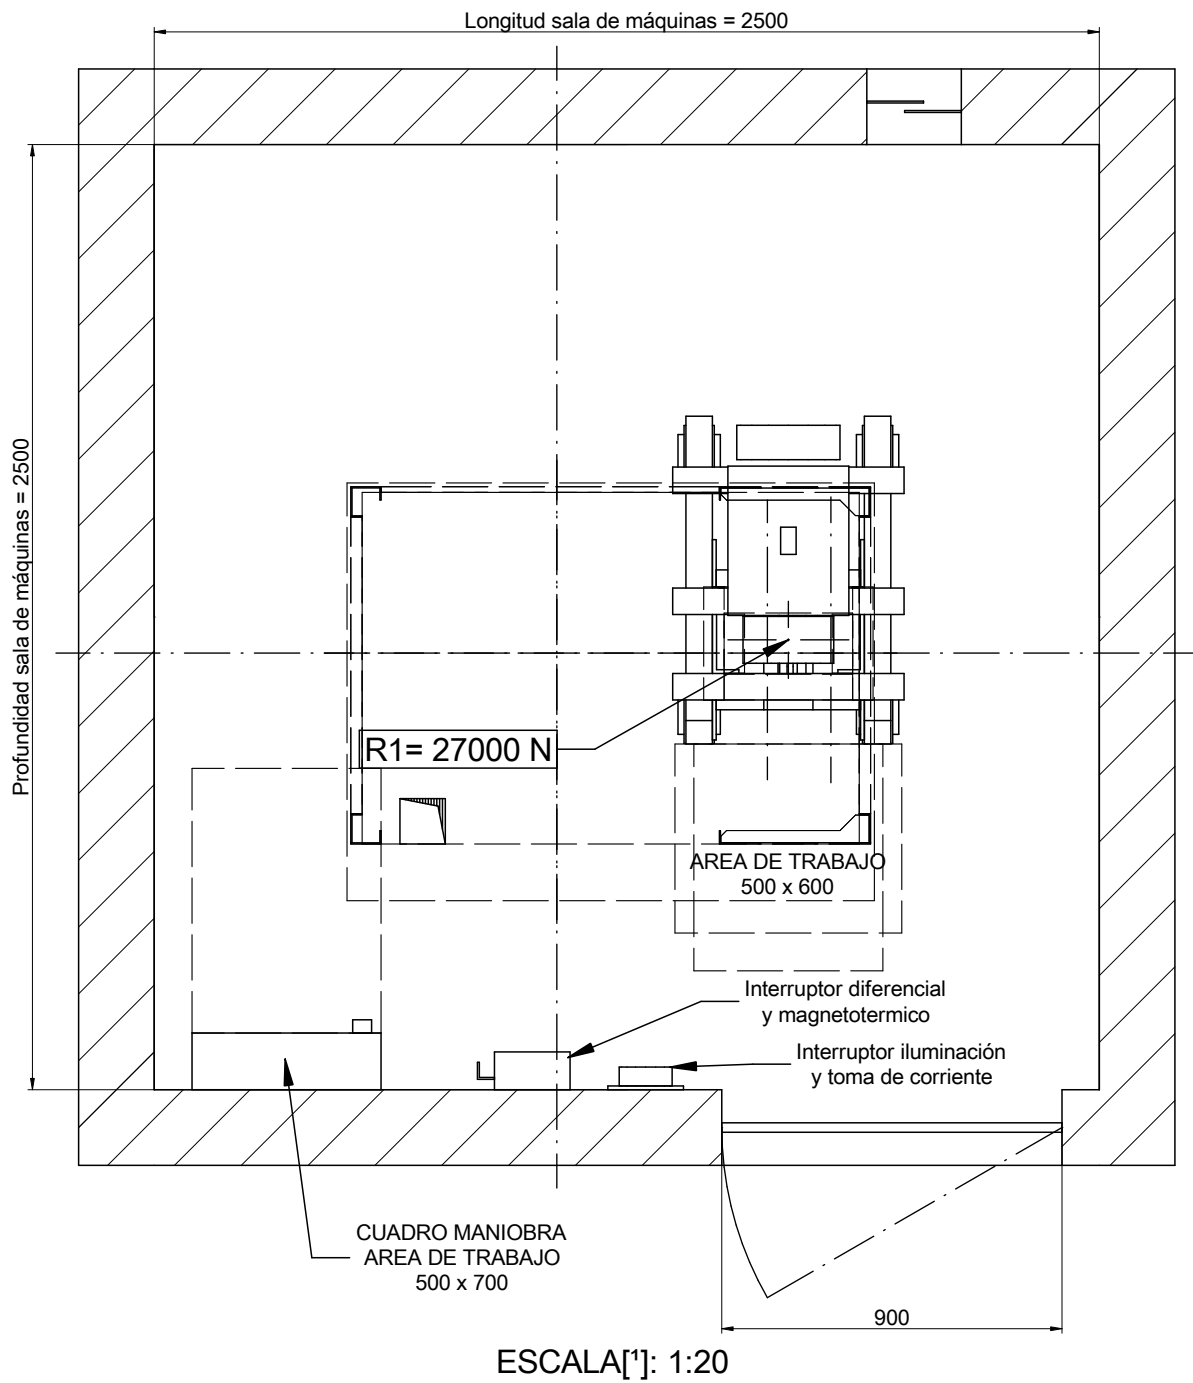 Longitud sala de máquinas = 2500
Profundidad sala de máquinas = 2500
R1= 27000 N
AREA DE TRABAJO
500 x 600
Interruptor diferencial
y magnetotermico
Interruptor iluminación
y toma de corriente
CUADRO MANIOBRA
AREA DE TRABAJO
500 x 700
900
ESCALA[¹]: 1:20